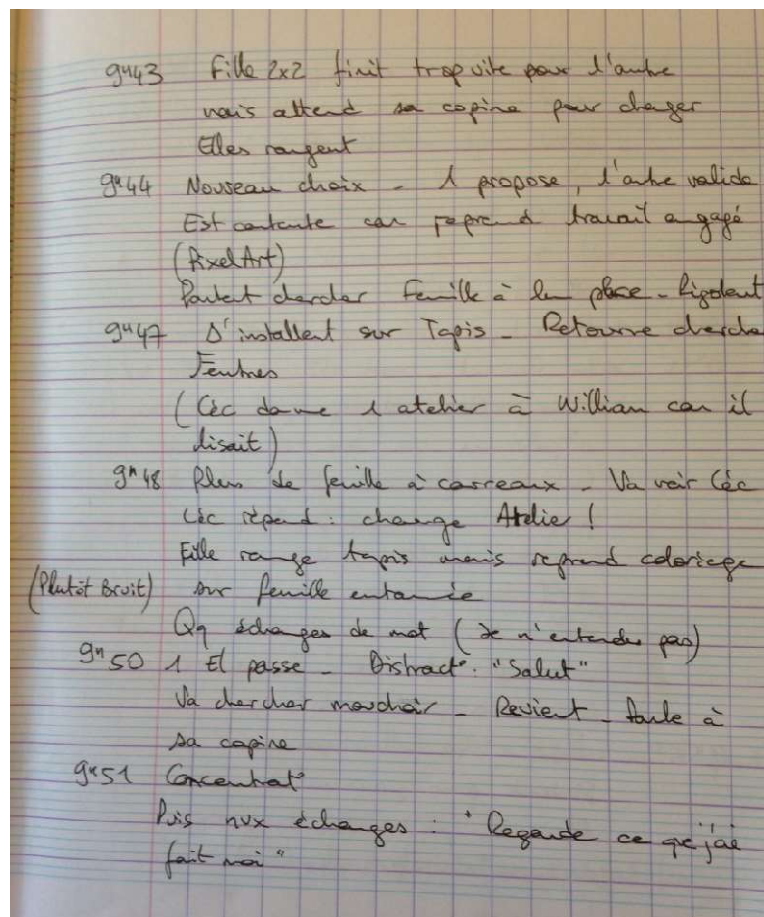 9h43 Fille 2x2 finit trop vite pour l'autre
mais attend sa copine pour changer
Elles rangent
9h44 Nouveau choix - 1 propose, l'autre valide
Est contente car reprend travail engagé
(PixelArt)
Partent chercher Feuille à leur place - Rigolent
9h47 S'installent sur Tapis - Retourne chercher
Feutres
(Céc donne 1 atelier à William car il
disait)
9h48 Plus de feuille à carreaux - Va voir Céc
Céc répond : change Atelier !
Fille range tapis mais reprend coloriage
(Plutôt Bruit) sur feuille entamée
Qq échanges de mot (Je n'entends pas)
9h50 1 El passe - Distract°. "Salut"
Va chercher mouchoir - Revient - Parle à
sa copine
9h51 Concentrat°
Puis nvx échanges : "Regarde ce que j'ai
fait moi"